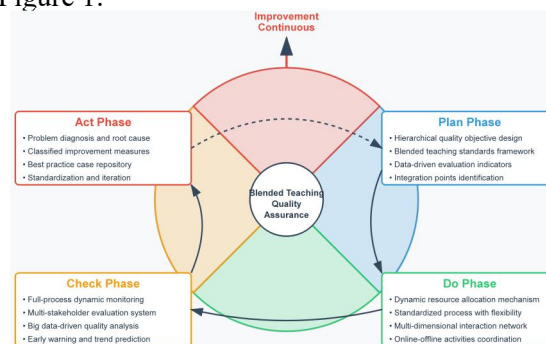 Figure 1.
Improvement
Continuous
Act Phase
• Problem diagnosis and root cause
• Classified improvement measures
• Best practice case repository
• Standardization and iteration
Plan Phase
• Hierarchical quality objective design
• Blended teaching standards framework
• Data-driven evaluation indicators
• Integration points identification
Blended Teaching
Quality
Assurance
Check Phase
• Full-process dynamic monitoring
• Multi-stakeholder evaluation system
• Big data-driven quality analysis
• Early warning and trend prediction
Do Phase
• Dynamic resource allocation mechanism
• Standardized process with flexibility
• Multi-dimensional interaction network
• Online-offline activities coordination